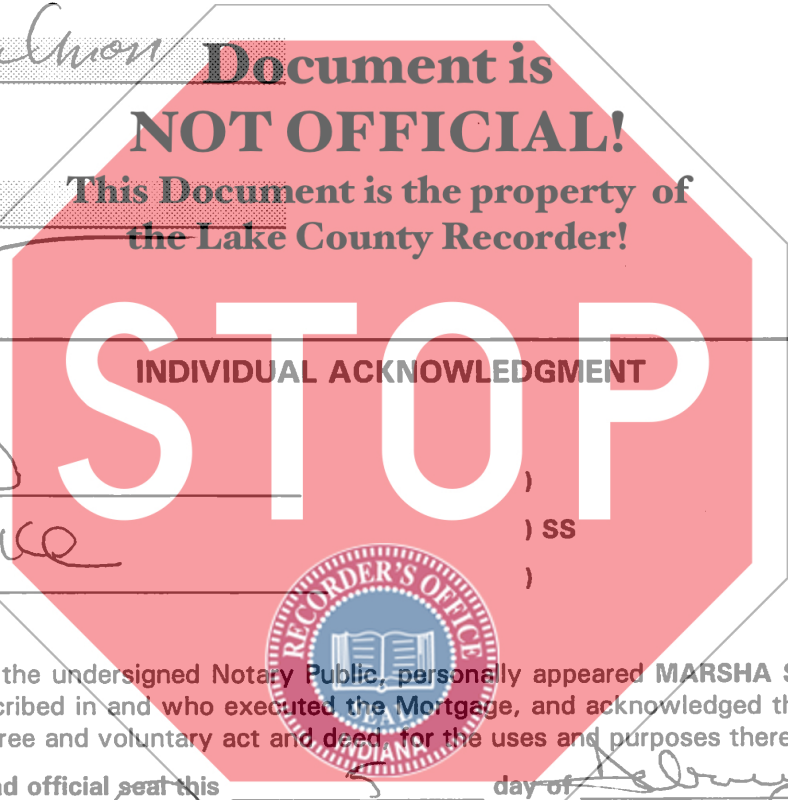 Document is
NOT OFFICIAL!
This Document is the property of
the Lake County Recorder!
STOP
INDIVIDUAL ACKNOWLEDGMENT
)
) SS
)
RECORDER'S OFFICE
SEAL
INDIANA
the undersigned Notary Public, personally appeared MARSHA S
cribed in and who executed the Mortgage, and acknowledged th
ree and voluntary act and deed, for the uses and purposes there
d official seal this 5 day of